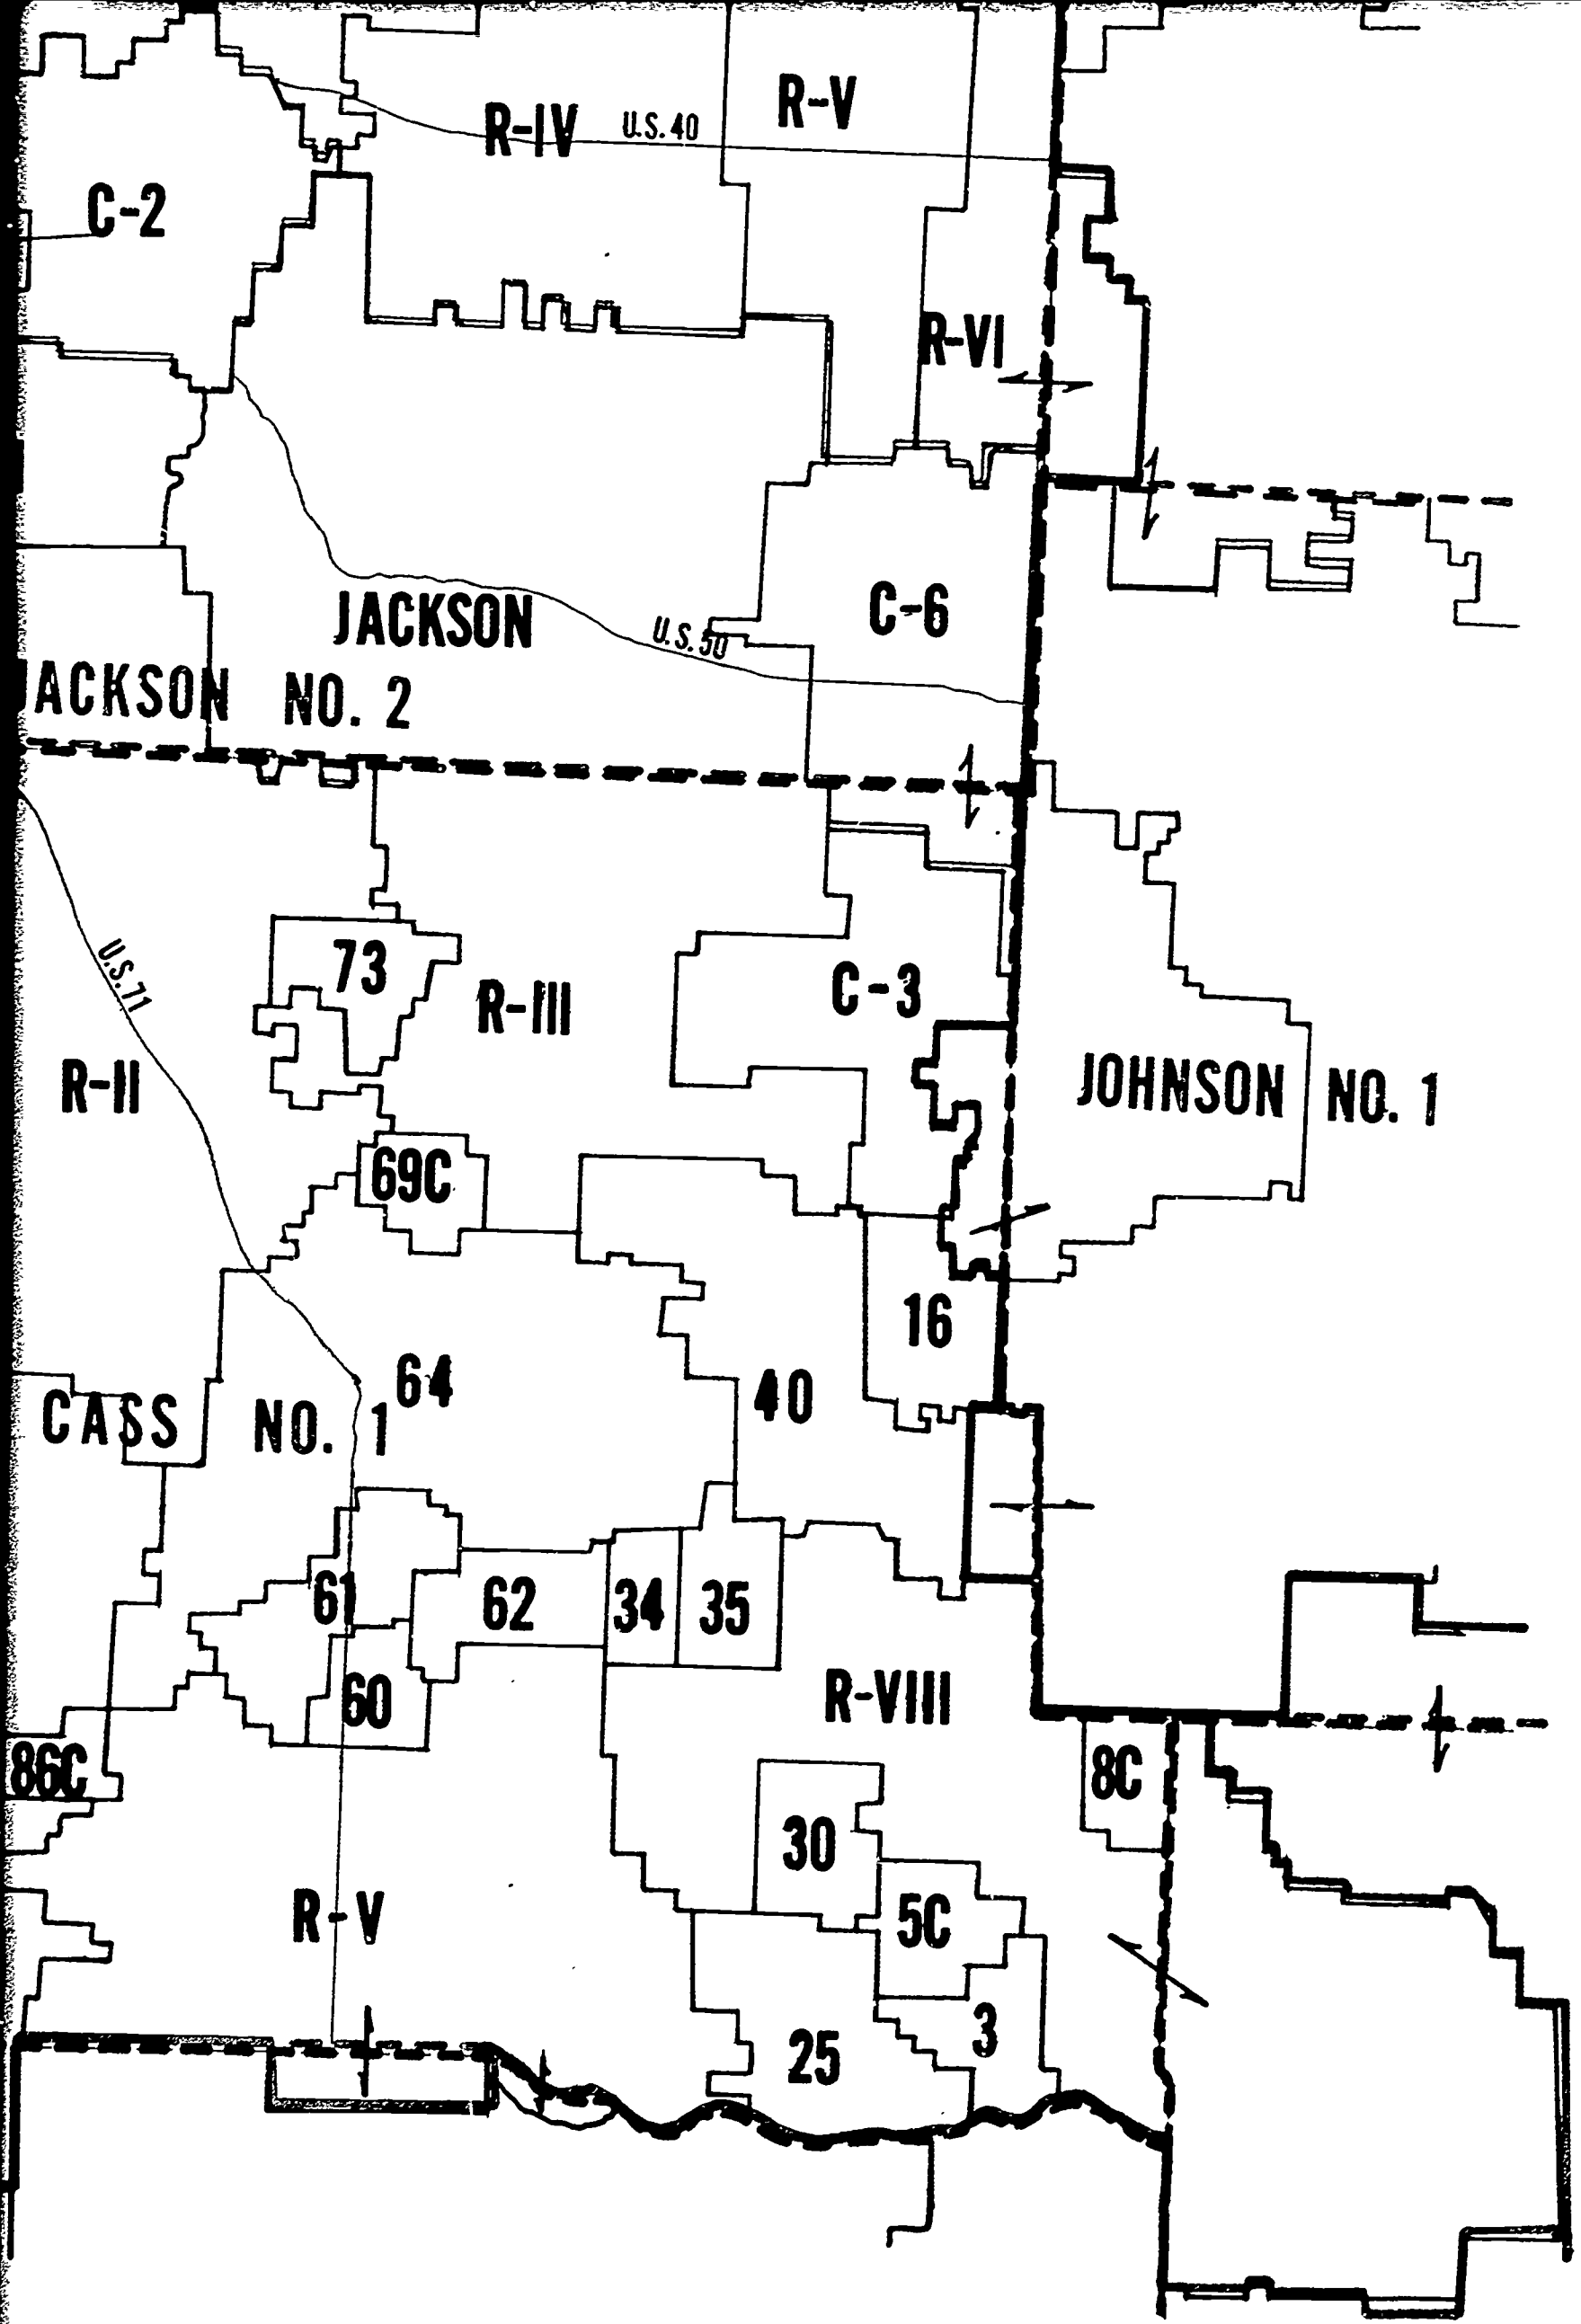 R-V
R-IV
U.S. 40
C-2
R-VI
C-6
JACKSON
U.S. 50
JACKSON NO. 2
73
C-3
U.S. 71
R-III
R-II
JOHNSON NO. 1
69C
16
64
40
CASS NO. 1
61
62
34
35
60
R-VIII
86C
8C
30
R-V
5C
3
25